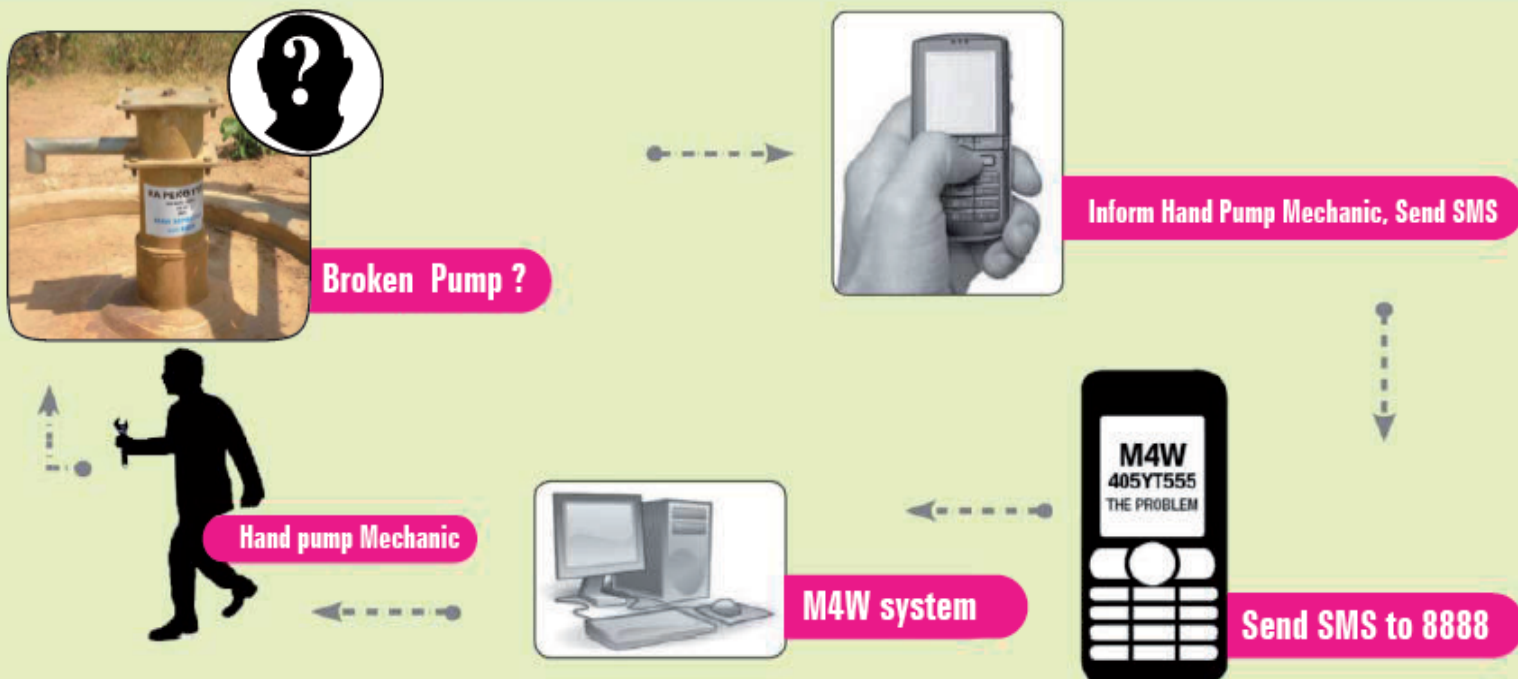 ?
Broken Pump ?
Inform Hand Pump Mechanic, Send SMS
M4W
405YT555
THE PROBLEM
Send SMS to 8888
M4W system
Hand pump Mechanic